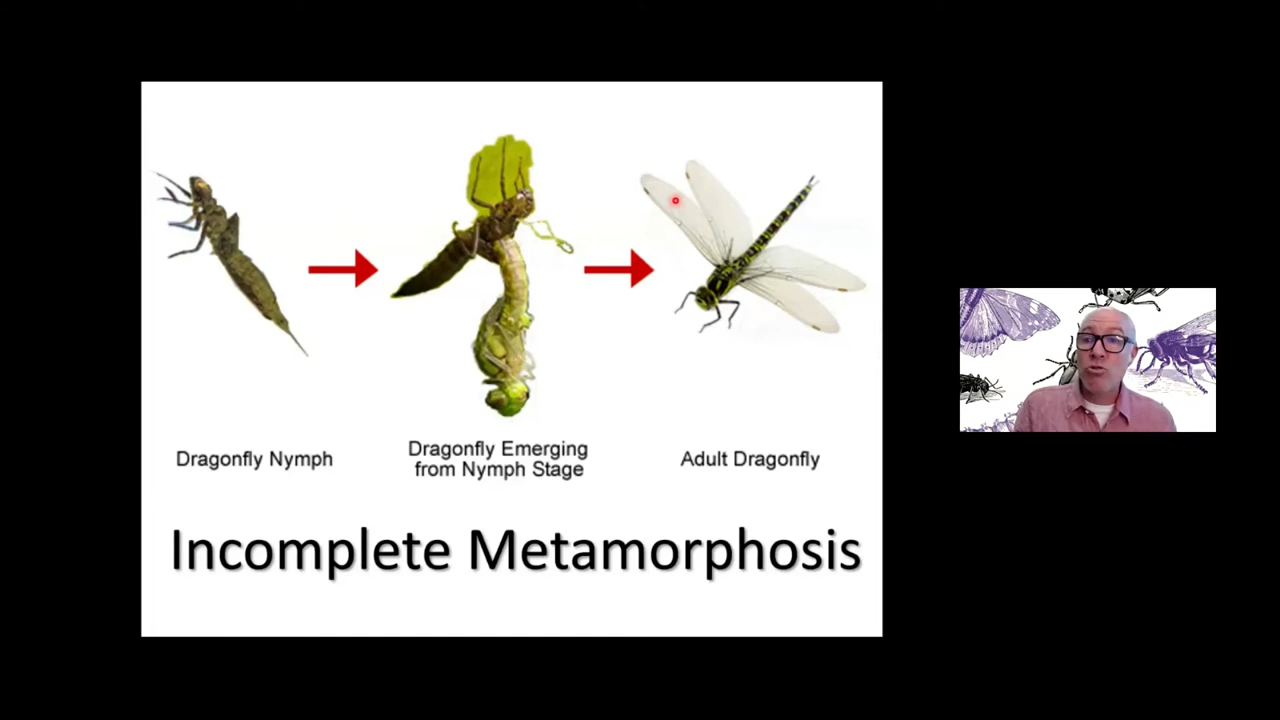 Dragonfly Nymph
Dragonfly Emerging
from Nymph Stage
Adult Dragonfly
Incomplete Metamorphosis